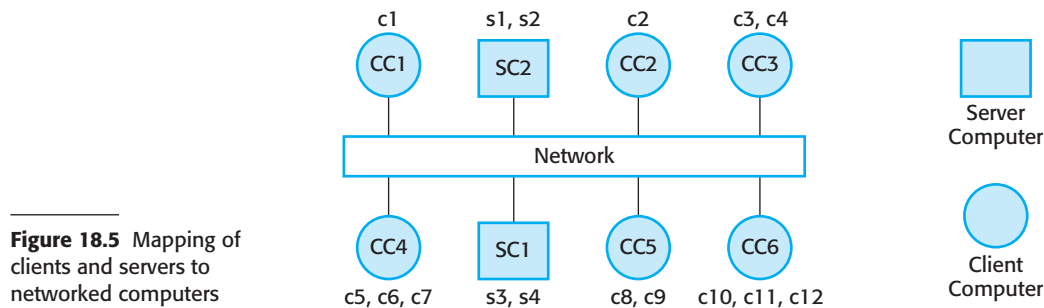 c1
s1, s2
c2
c3, c4
CC1
SC2
CC2
CC3
Server
Computer
Network
Figure 18.5 Mapping of
clients and servers to
networked computers
CC4
SC1
CC5
CC6
c5, c6, c7
s3, s4
c8, c9
c10, c11, c12
Client
Computer